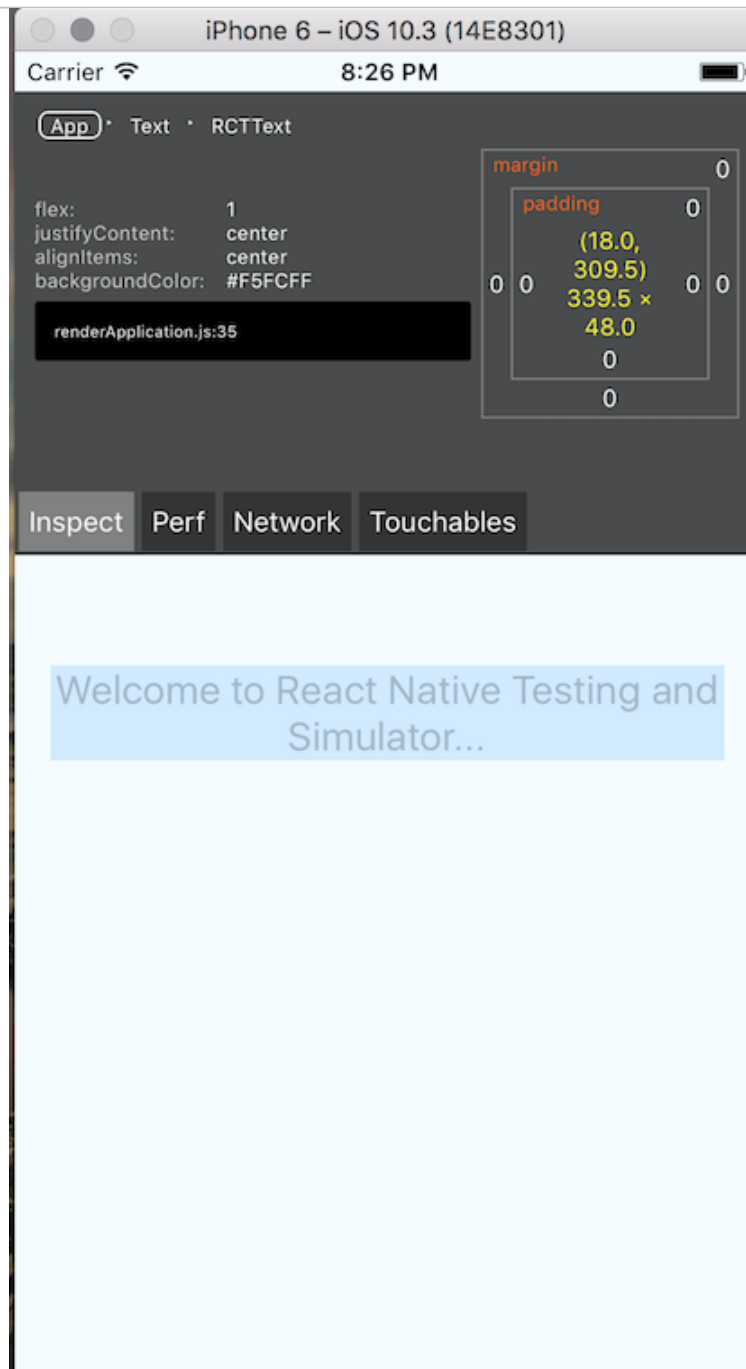 iPhone 6 – iOS 10.3 (14E8301)
Carrier 8:26 PM
App Text RCTText
flex: 1
justifyContent: center
alignItems: center
backgroundColor: #F5FCFF
renderApplication.js:35
margin 0
padding 0
(18.0,
309.5)
0 0 339.5 × 0 0
48.0
0
0
Inspect Perf Network Touchables
Welcome to React Native Testing and
Simulator...